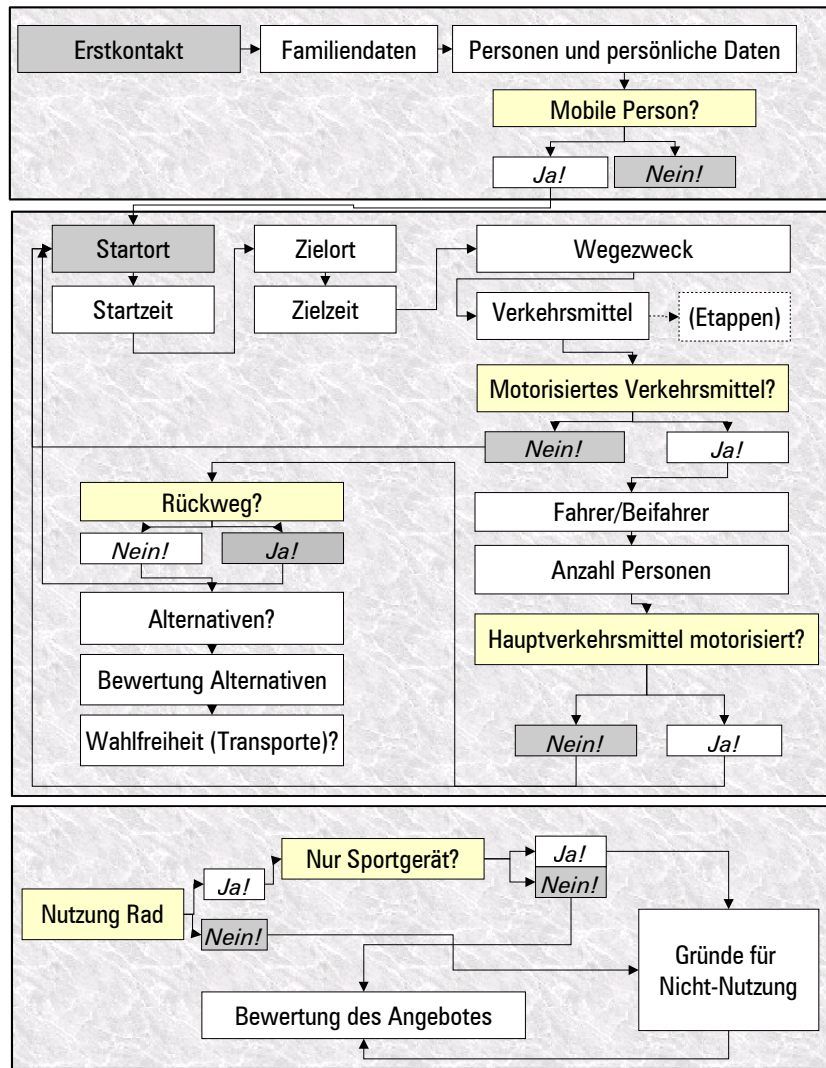 Erstkontakt
Familiendaten
Personen und persönliche Daten
Mobile Person?
Ja!
Nein!
Startort
Zielort
Wegezweck
Startzeit
Zielzeit
Verkehrsmittel
(Etappen)
Motorisiertes Verkehrsmittel?
Nein!
Ja!
Rückweg?
Fahrer/Beifahrer
Nein!
Ja!
Anzahl Personen
Alternativen?
Hauptverkehrsmittel motorisiert?
Bewertung Alternativen
Wahlfreiheit (Transporte)?
Nein!
Ja!
Nur Sportgerät?
Ja!
Nein!
Ja!
Nutzung Rad
Nein!
Gründe für
Nicht-Nutzung
Bewertung des Angebotes